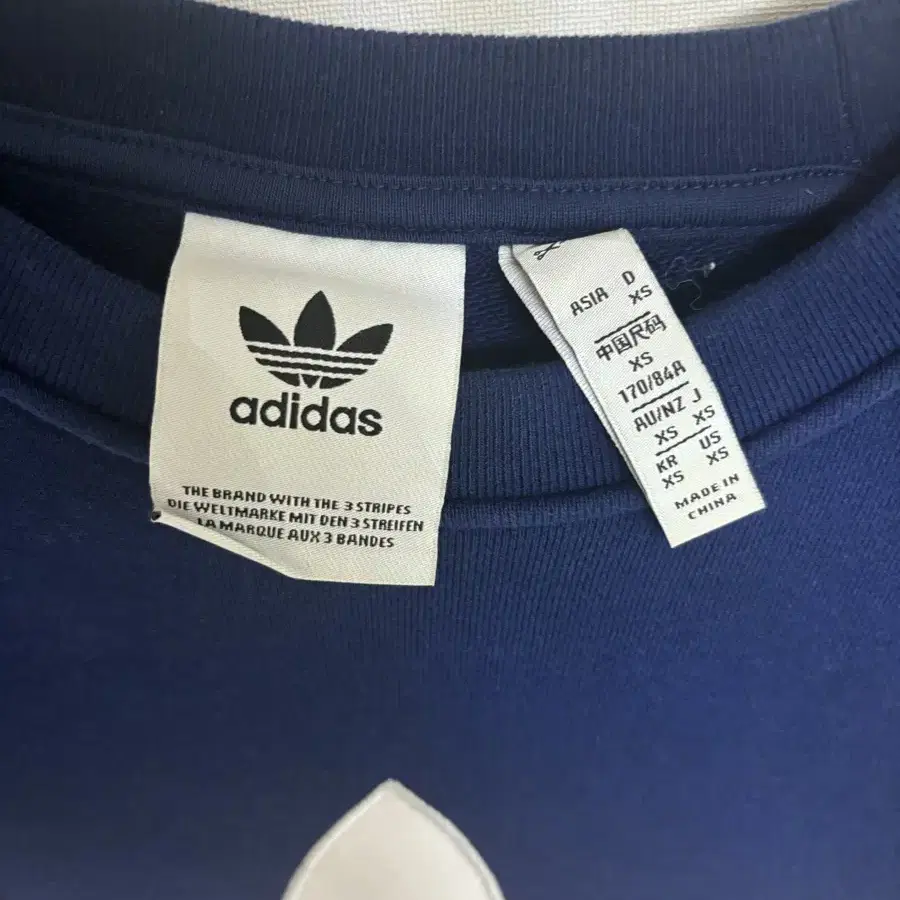 adidas
THE BRAND WITH THE 3 STRIPES
DIE WELTMARKE MIT DEN 3 STREIFEN
LA MARQUE AUX 3 BANDES
ASIA D
XS
中国尺码
XS
170/84A
AU/NZ J
XS XS
KR US
XS XS
MADE IN
CHINA